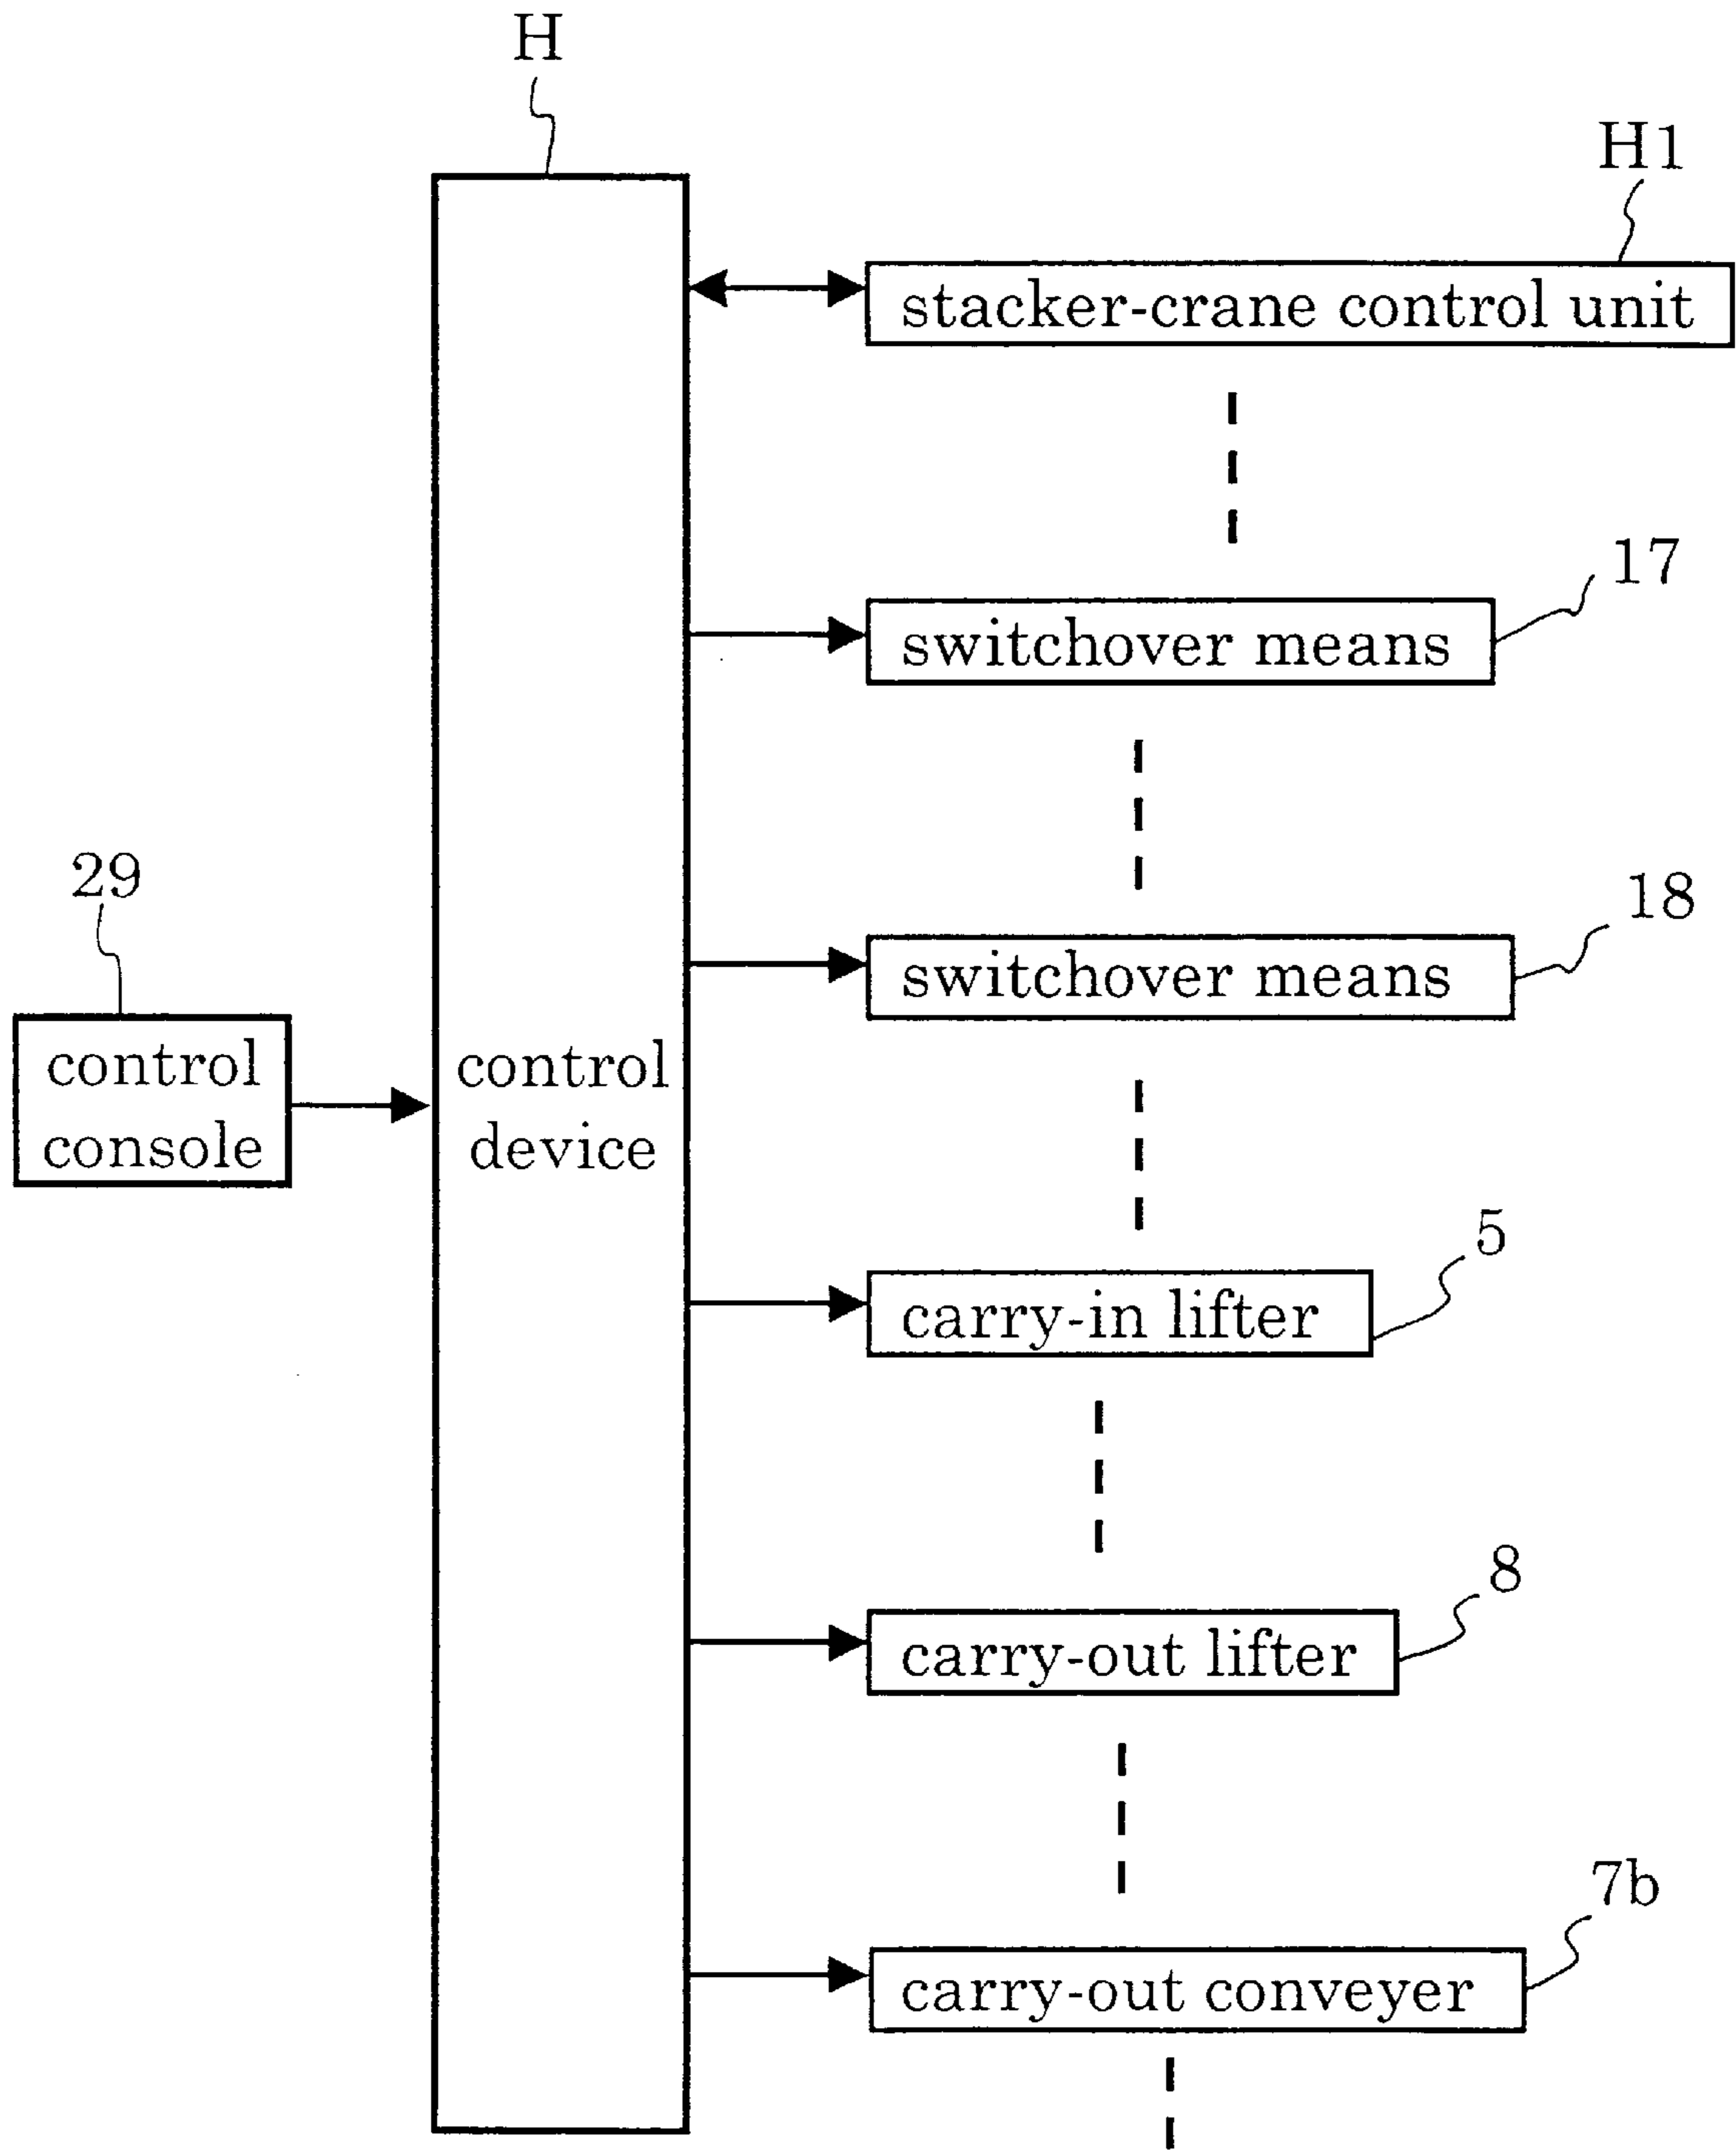 H
H1
stacker-crane control unit
17
switchover means
18
switchover means
29
control
console
control
device
5
carry-in lifter
8
carry-out lifter
7b
carry-out conveyer